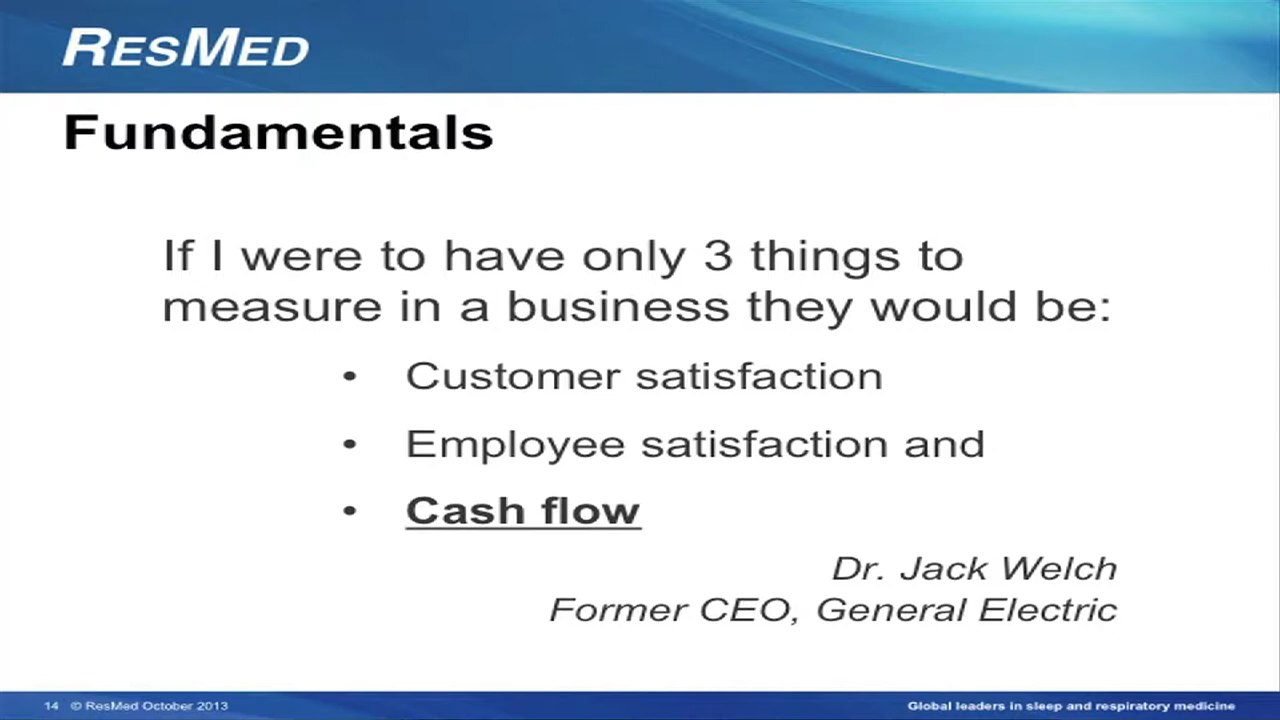 RESMED
Fundamentals
If I were to have only 3 things to
measure in a business they would be:
• Customer satisfaction
• Employee satisfaction and
• Cash flow
Dr. Jack Welch
Former CEO, General Electric
14 © ResMed October 2013
Global leaders in sleep and respiratory medicine